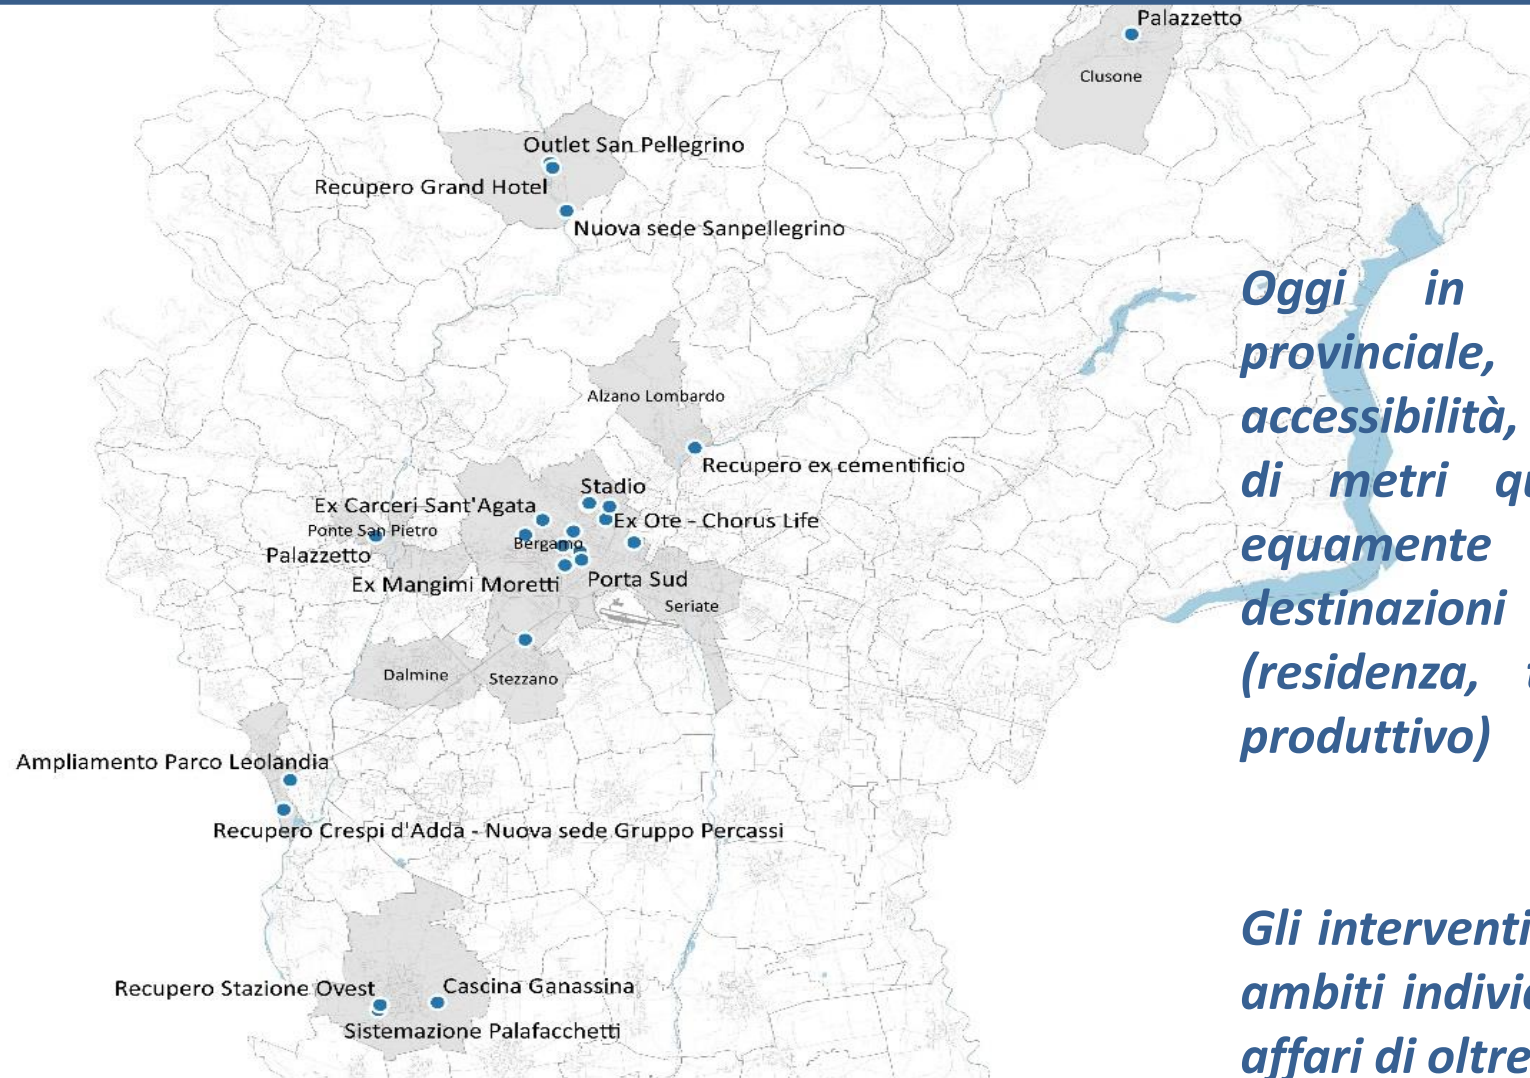 Palazzetto
Clusone
Outlet San Pellegrino
Recupero Grand Hotel
Nuova sede Sanpellegrino
Alzano Lombardo
Recupero ex cementificio
Stadio
Ex Carceri Sant'Agata
Ex Ote - Chorus Life
Ponte San Pietro
Bergamo
Palazzetto
Ex Mangimi Moretti
Porta Sud
Seriate
Dalmine
Stezzano
Ampliamento Parco Leolandia
Recupero Crespi d'Adda - Nuova sede Gruppo Percassi
Recupero Stazione Ovest
Cascina Ganassina
Sistemazione Palafacchetti
Oggi in
provinciale,
accessibilità,
di metri qu
equamente
destinazioni
(residenza, t
produttivo)
Gli interventi
ambiti individ
affari di oltre